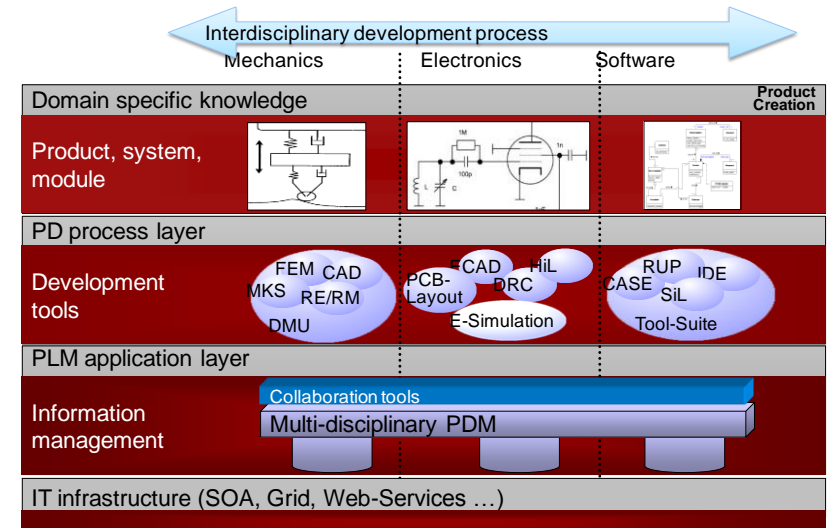 Interdisciplinary development process
Mechanics
Electronics
Software
Domain specific knowledge
Product
Creation
Product, system,
module
1M
100p
1n
L
C
PD process layer
Development
tools
FEM
CAD
MKS
RE/RM
DMU
ECAD
HiL
PCB-
Layout
DRC
E-Simulation
RUP
IDE
CASE
SiL
Tool-Suite
PLM application layer
Information
management
Collaboration tools
Multi-disciplinary PDM
IT infrastructure (SOA, Grid, Web-Services …)